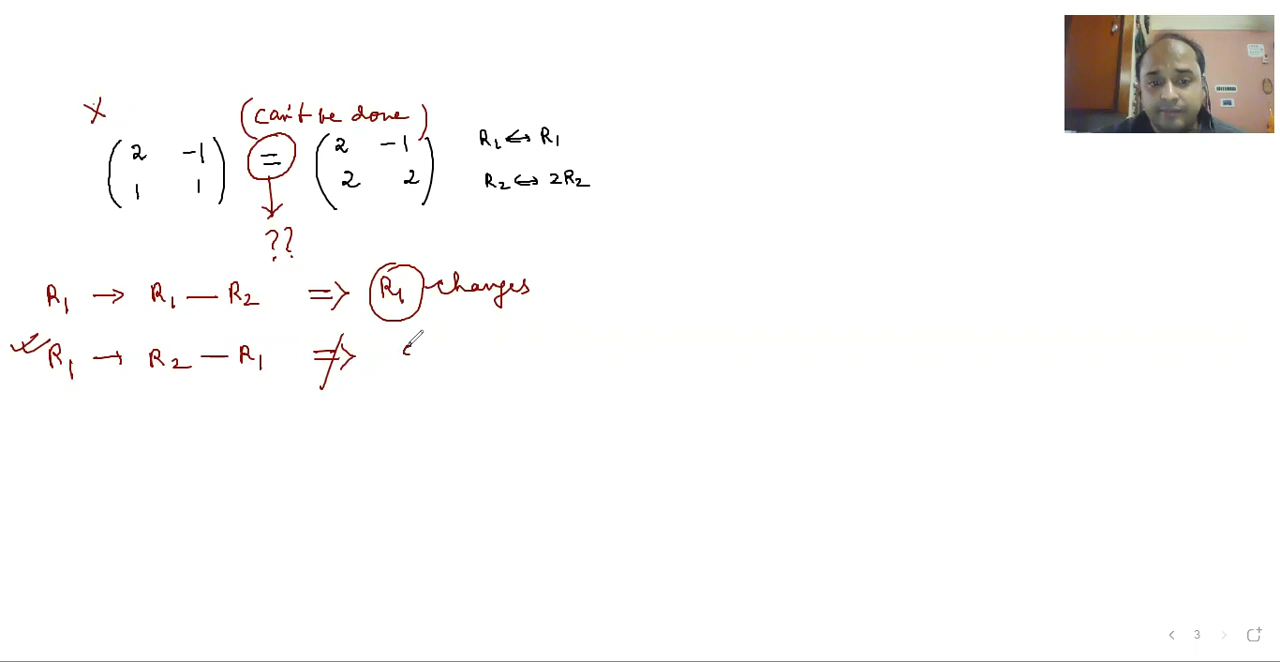 X
(can't be done)
( 2 -1 ; 1 1 ) = ( 2 -1 ; 2 2 )
R₁ ↔ R₁
R₂ ↔ 2R₂
??
R₁ → R₁ — R₂ ⇒ R₁ changes
R₁ → R₂ — R₁ ⇏
3